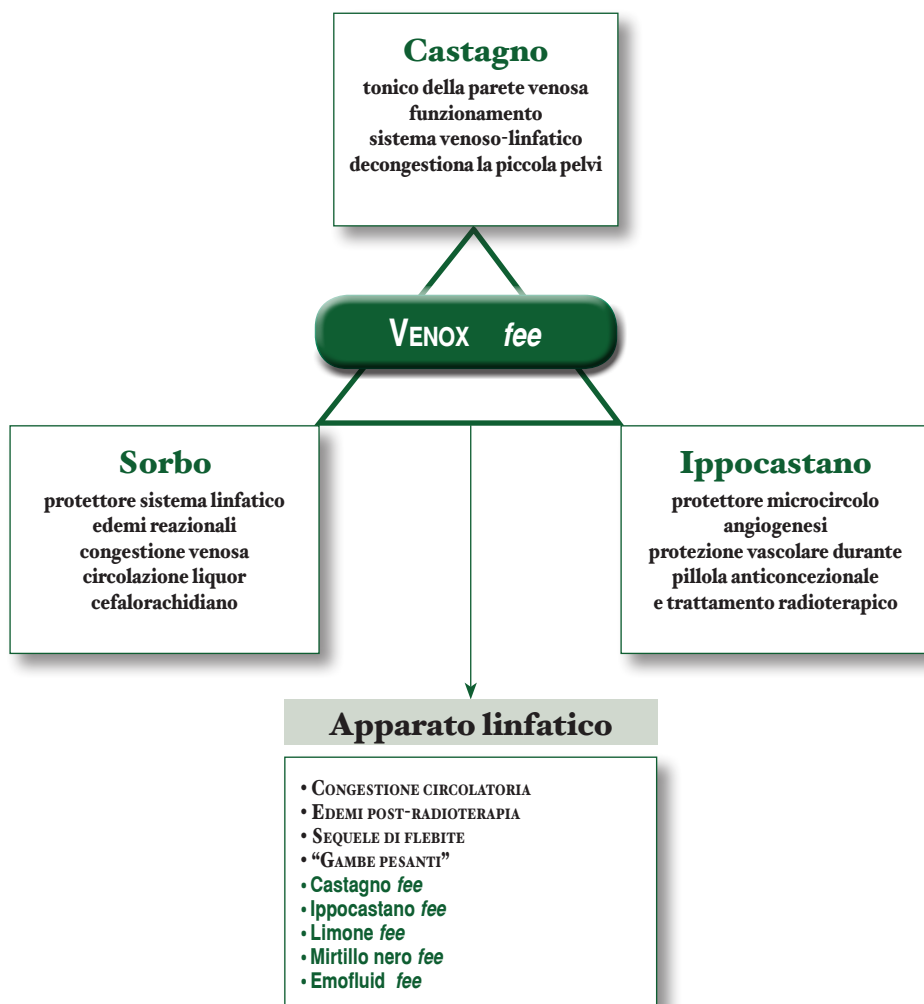 Castagno
tonico della parete venosa
funzionamento
sistema venoso-linfatico
decongestiona la piccola pelvi
VENOX fee
Sorbo
protettore sistema linfatico
edemi reazionali
congestione venosa
circolazione liquor
cefalorachidiano
Ippocastano
protettore microcircolo
angiogenesi
protezione vascolare durante
pillola anticoncezionale
e trattamento radioterapico
Apparato linfatico
• CONGESTIONE CIRCOLATORIA
• EDEMI POST-RADIOTERAPIA
• SEQUELE DI FLEBITE
• “GAMBE PESANTI”
• Castagno fee
• Ippocastano fee
• Limone fee
• Mirtillo nero fee
• Emofluid fee